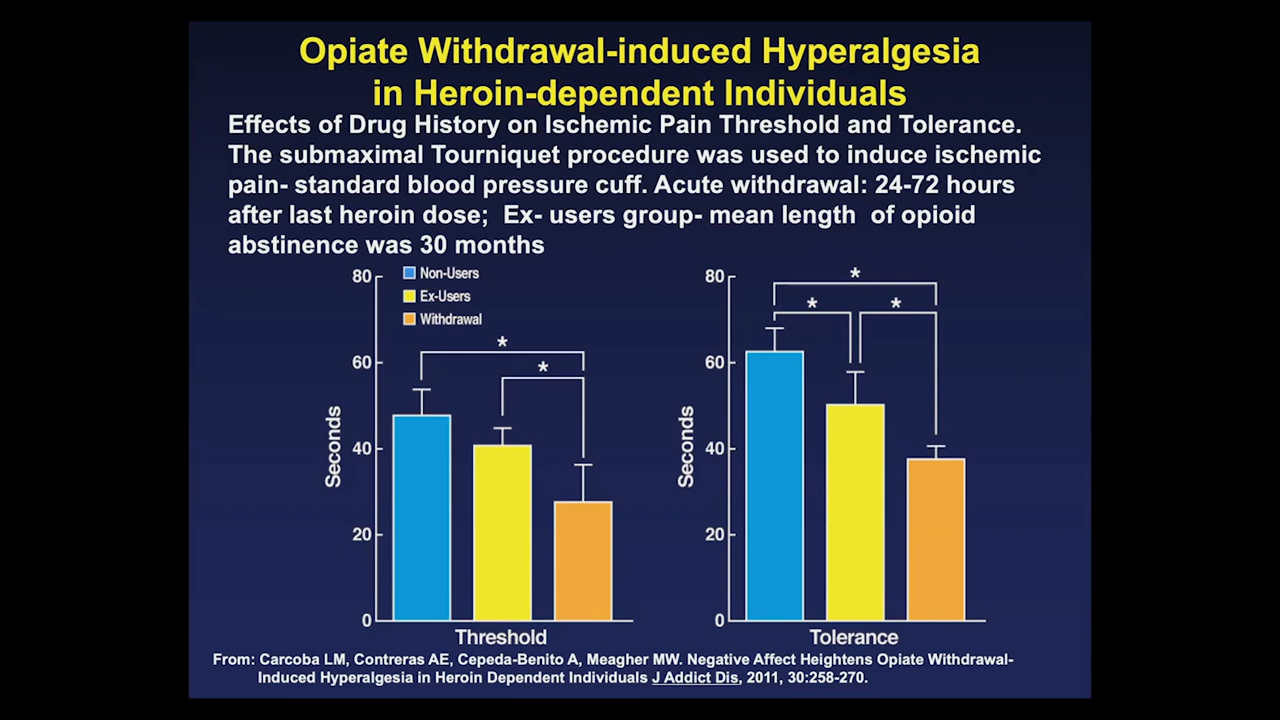 Opiate Withdrawal-induced Hyperalgesia
in Heroin-dependent Individuals
Effects of Drug History on Ischemic Pain Threshold and Tolerance.
The submaximal Tourniquet procedure was used to induce ischemic
pain- standard blood pressure cuff. Acute withdrawal: 24-72 hours
after last heroin dose; Ex- users group- mean length of opioid
abstinence was 30 months
80
Non-Users
Ex-Users
Withdrawal
*
*
60
40
20
0
Seconds
Threshold
80
*
*
*
60
40
20
0
Seconds
Tolerance
From: Carcoba LM, Contreras AE, Cepeda-Benito A, Meagher MW. Negative Affect Heightens Opiate Withdrawal-
Induced Hyperalgesia in Heroin Dependent Individuals J Addict Dis, 2011, 30:258-270.